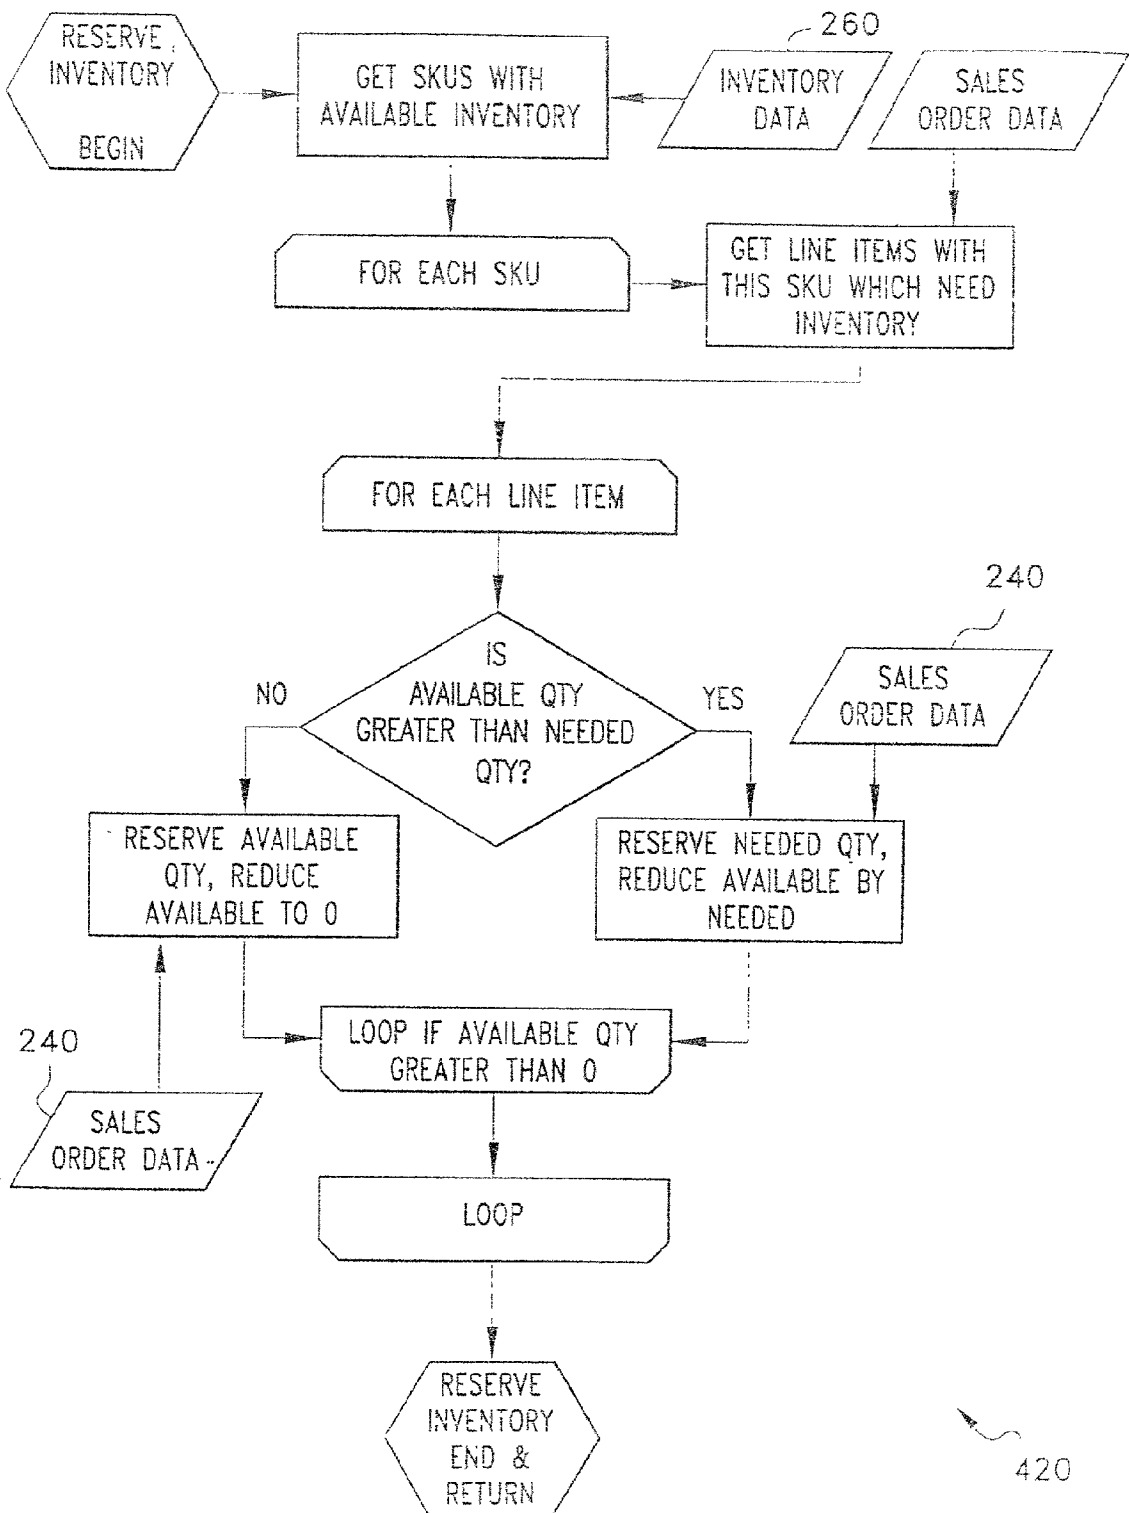 RESERVE
INVENTORY
BEGIN
GET SKUS WITH
AVAILABLE INVENTORY
260
INVENTORY
DATA
SALES
ORDER DATA
FOR EACH SKU
GET LINE ITEMS WITH
THIS SKU WHICH NEED
INVENTORY
FOR EACH LINE ITEM
IS
AVAILABLE QTY
GREATER THAN NEEDED
QTY?
NO
YES
240
SALES
ORDER DATA
RESERVE AVAILABLE
QTY, REDUCE
AVAILABLE TO 0
RESERVE NEEDED QTY,
REDUCE AVAILABLE BY
NEEDED
240
SALES
ORDER DATA
LOOP IF AVAILABLE QTY
GREATER THAN 0
LOOP
RESERVE
INVENTORY
END &
RETURN
420